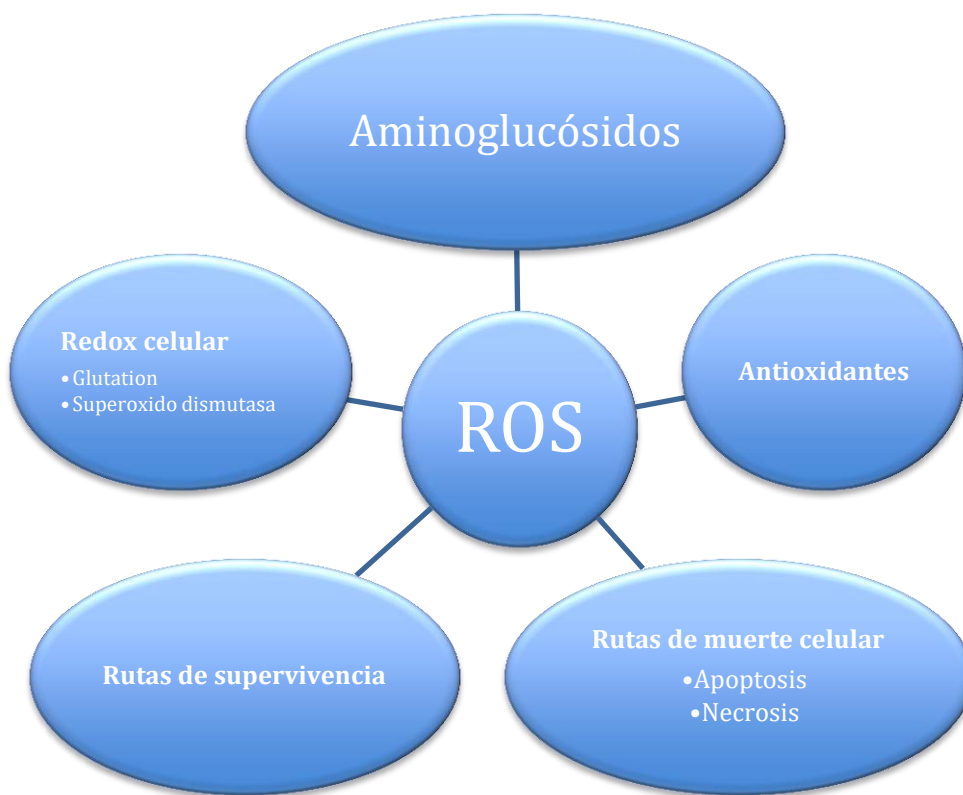 Aminoglucósidos
Redox celular
• Glutation
• Superoxido dismutasa
Antioxidantes
ROS
Rutas de supervivencia
Rutas de muerte celular
•Apoptosis
•Necrosis